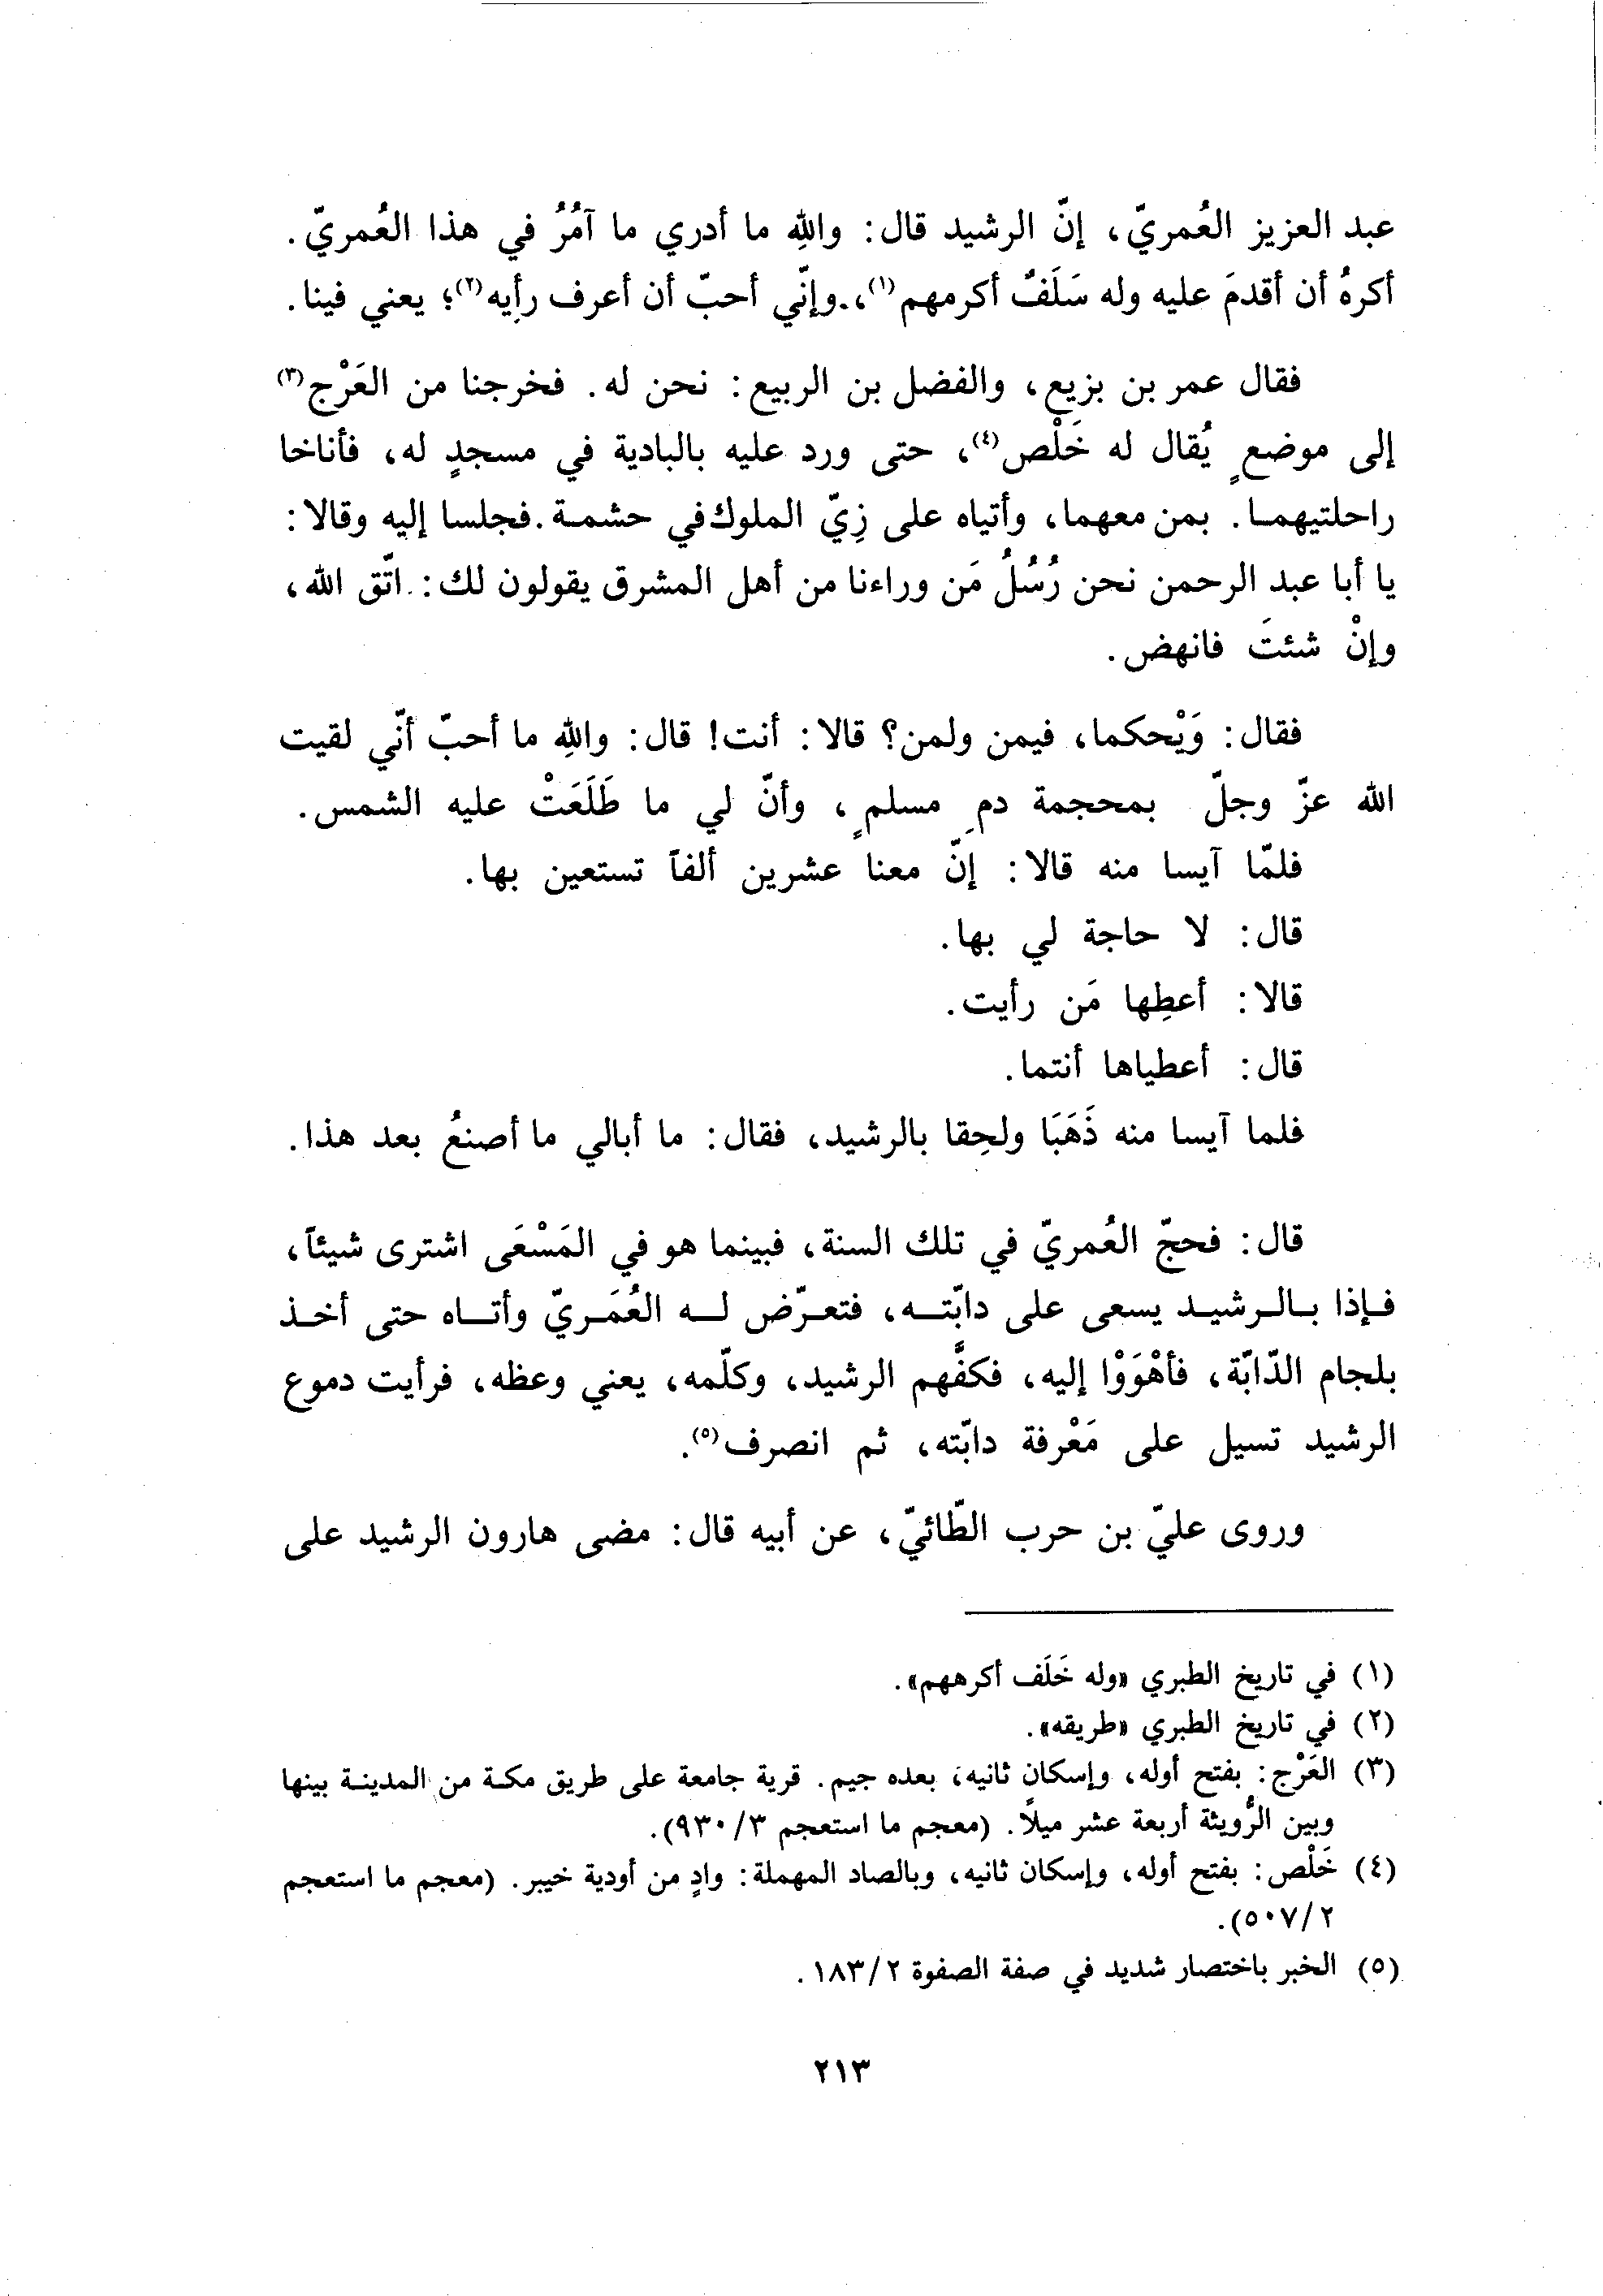 عبد العزيز العُمريّ، إنّ الرشيد قال: واللهِ ما أدري ما آمُرُ في هذا العُمريّ.
أكرهُ أن أقدمَ عليه وله سَلَفٌ أكرمهم(١)، وإنّي أحبّ أن أعرف رأيه(٢)؛ يعني فينا.
فقال عمر بن بزيع، والفضل بن الربيع: نحن له. فخرجنا من العَرْج(٣)
إلى موضعٍ يُقال له خَلْص(٤)، حتى ورد عليه بالبادية في مسجدٍ له، فأناخا
راحلتيهما. بمن معهما، وأتياه على زِيّ الملوك في حشمة. فجلسا إليه وقالا:
يا أبا عبد الرحمن نحن رُسُلُ مَن وراءنا من أهل المشرق يقولون لك: اتّق الله،
وإنْ شئتَ فانهض.
فقال: وَيْحكما، فيمن ولمن؟ قالا: أنت! قال: واللهِ ما أحبّ أنّي لقيت
الله عزّ وجلّ بمحجمة دمِ مسلمٍ، وأنّ لي ما طَلَعَتْ عليه الشمس.
فلمّا آيسا منه قالا: إنّ معنا عشرين ألفاً تستعين بها.
قال: لا حاجة لي بها.
قالا: أعطِها مَن رأيت.
قال: أعطياها أنتما.
فلما آيسا منه ذَهَبَا ولحِقا بالرشيد، فقال: ما أبالي ما أصنعُ بعد هذا.
قال: فحجّ العُمريّ في تلك السنة، فبينما هو في المَسْعَى اشترى شيئاً،
فإذا بالرشيد يسعى على دابّته، فتعرّض له العُمَريّ وأتاه حتى أخذ
بلجام الدّابّة، فأهْوَوْا إليه، فكفَّهم الرشيد، وكلّمه، يعني وعظه، فرأيت دموع
الرشيد تسيل على مَعْرفة دابّته، ثم انصرف(٥).
وروى عليّ بن حرب الطّائيّ، عن أبيه قال: مضى هارون الرشيد على
(١) في تاريخ الطبري «وله خَلَف أكرههم».
(٢) في تاريخ الطبري «طريقه».
(٣) العَرْج: بفتح أوله، وإسكان ثانيه، بعده جيم. قرية جامعة على طريق مكة من المدينة بينها
وبين الرُّويثة أربعة عشر ميلاً. (معجم ما استعجم ٩٣٠/٣).
(٤) خَلْص: بفتح أوله، وإسكان ثانيه، وبالصاد المهملة: وادٍ من أودية خيبر. (معجم ما استعجم
٥٠٧/٢).
(٥) الخبر باختصار شديد في صفة الصفوة ١٨٣/٢.
٢١٣